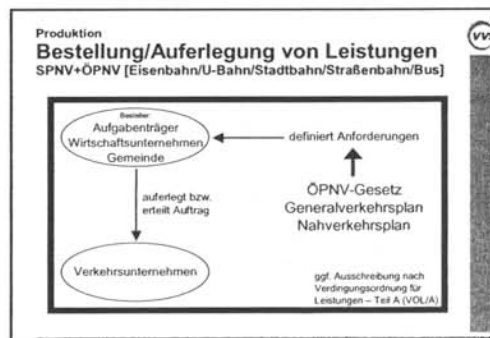 Produktion
Bestellung/Auferlegung von Leistungen
SPNV+ÖPNV [Eisenbahn/U-Bahn/Stadtbahn/Straßenbahn/Bus]
VVS
Besteller:
Aufgabenträger
Wirtschaftsunternehmen
Gemeinde
definiert Anforderungen
auferlegt bzw.
erteilt Auftrag
ÖPNV-Gesetz
Generalverkehrsplan
Nahverkehrsplan
Verkehrsunternehmen
ggf. Ausschreibung nach
Verdingungsordnung für
Leistungen – Teil A (VOL/A)